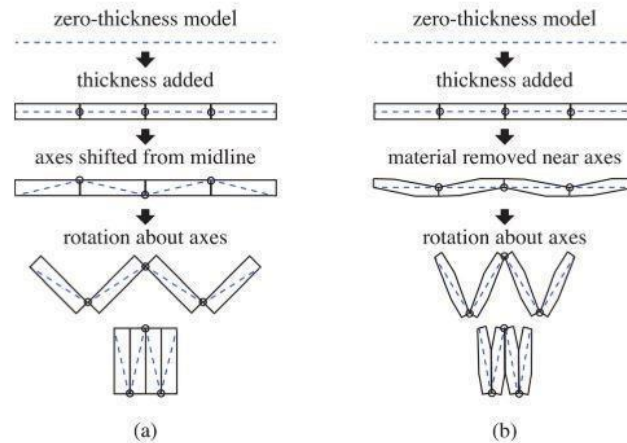 zero-thickness model
thickness added
axes shifted from midline
rotation about axes
(a)
zero-thickness model
thickness added
material removed near axes
rotation about axes
(b)